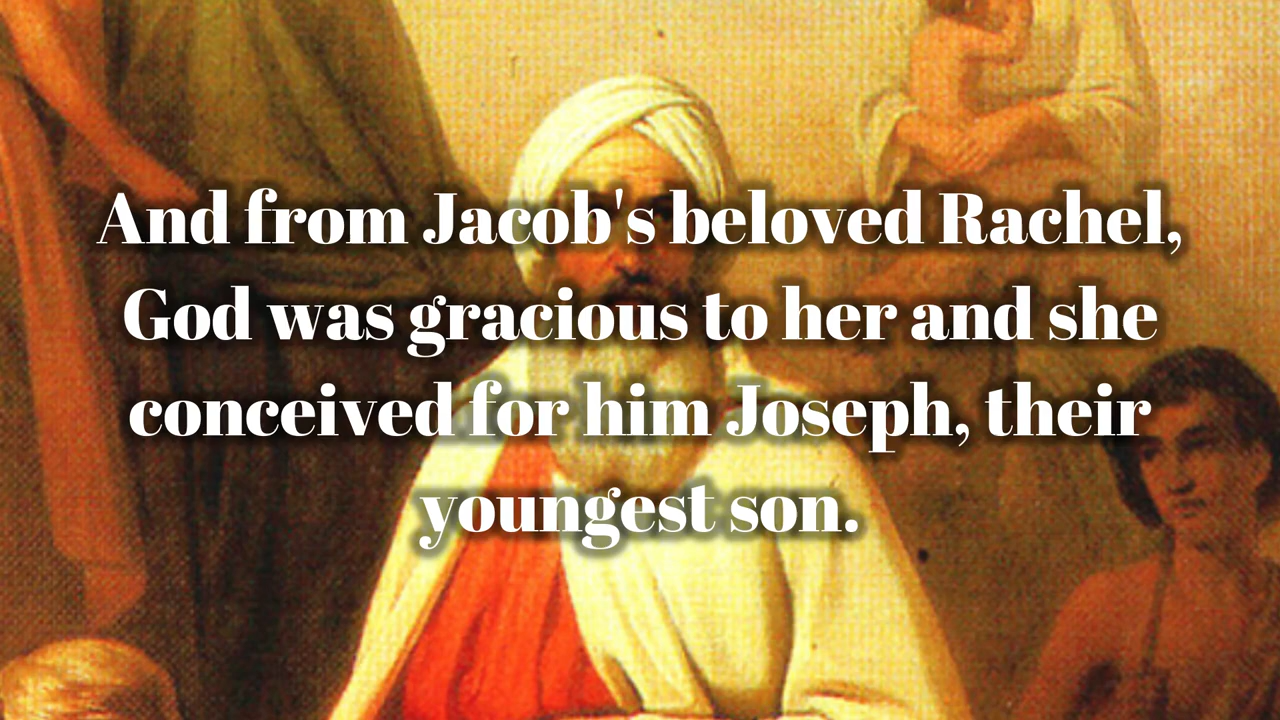 And from Jacob's beloved Rachel,
God was gracious to her and she
conceived for him Joseph, their
youngest son.